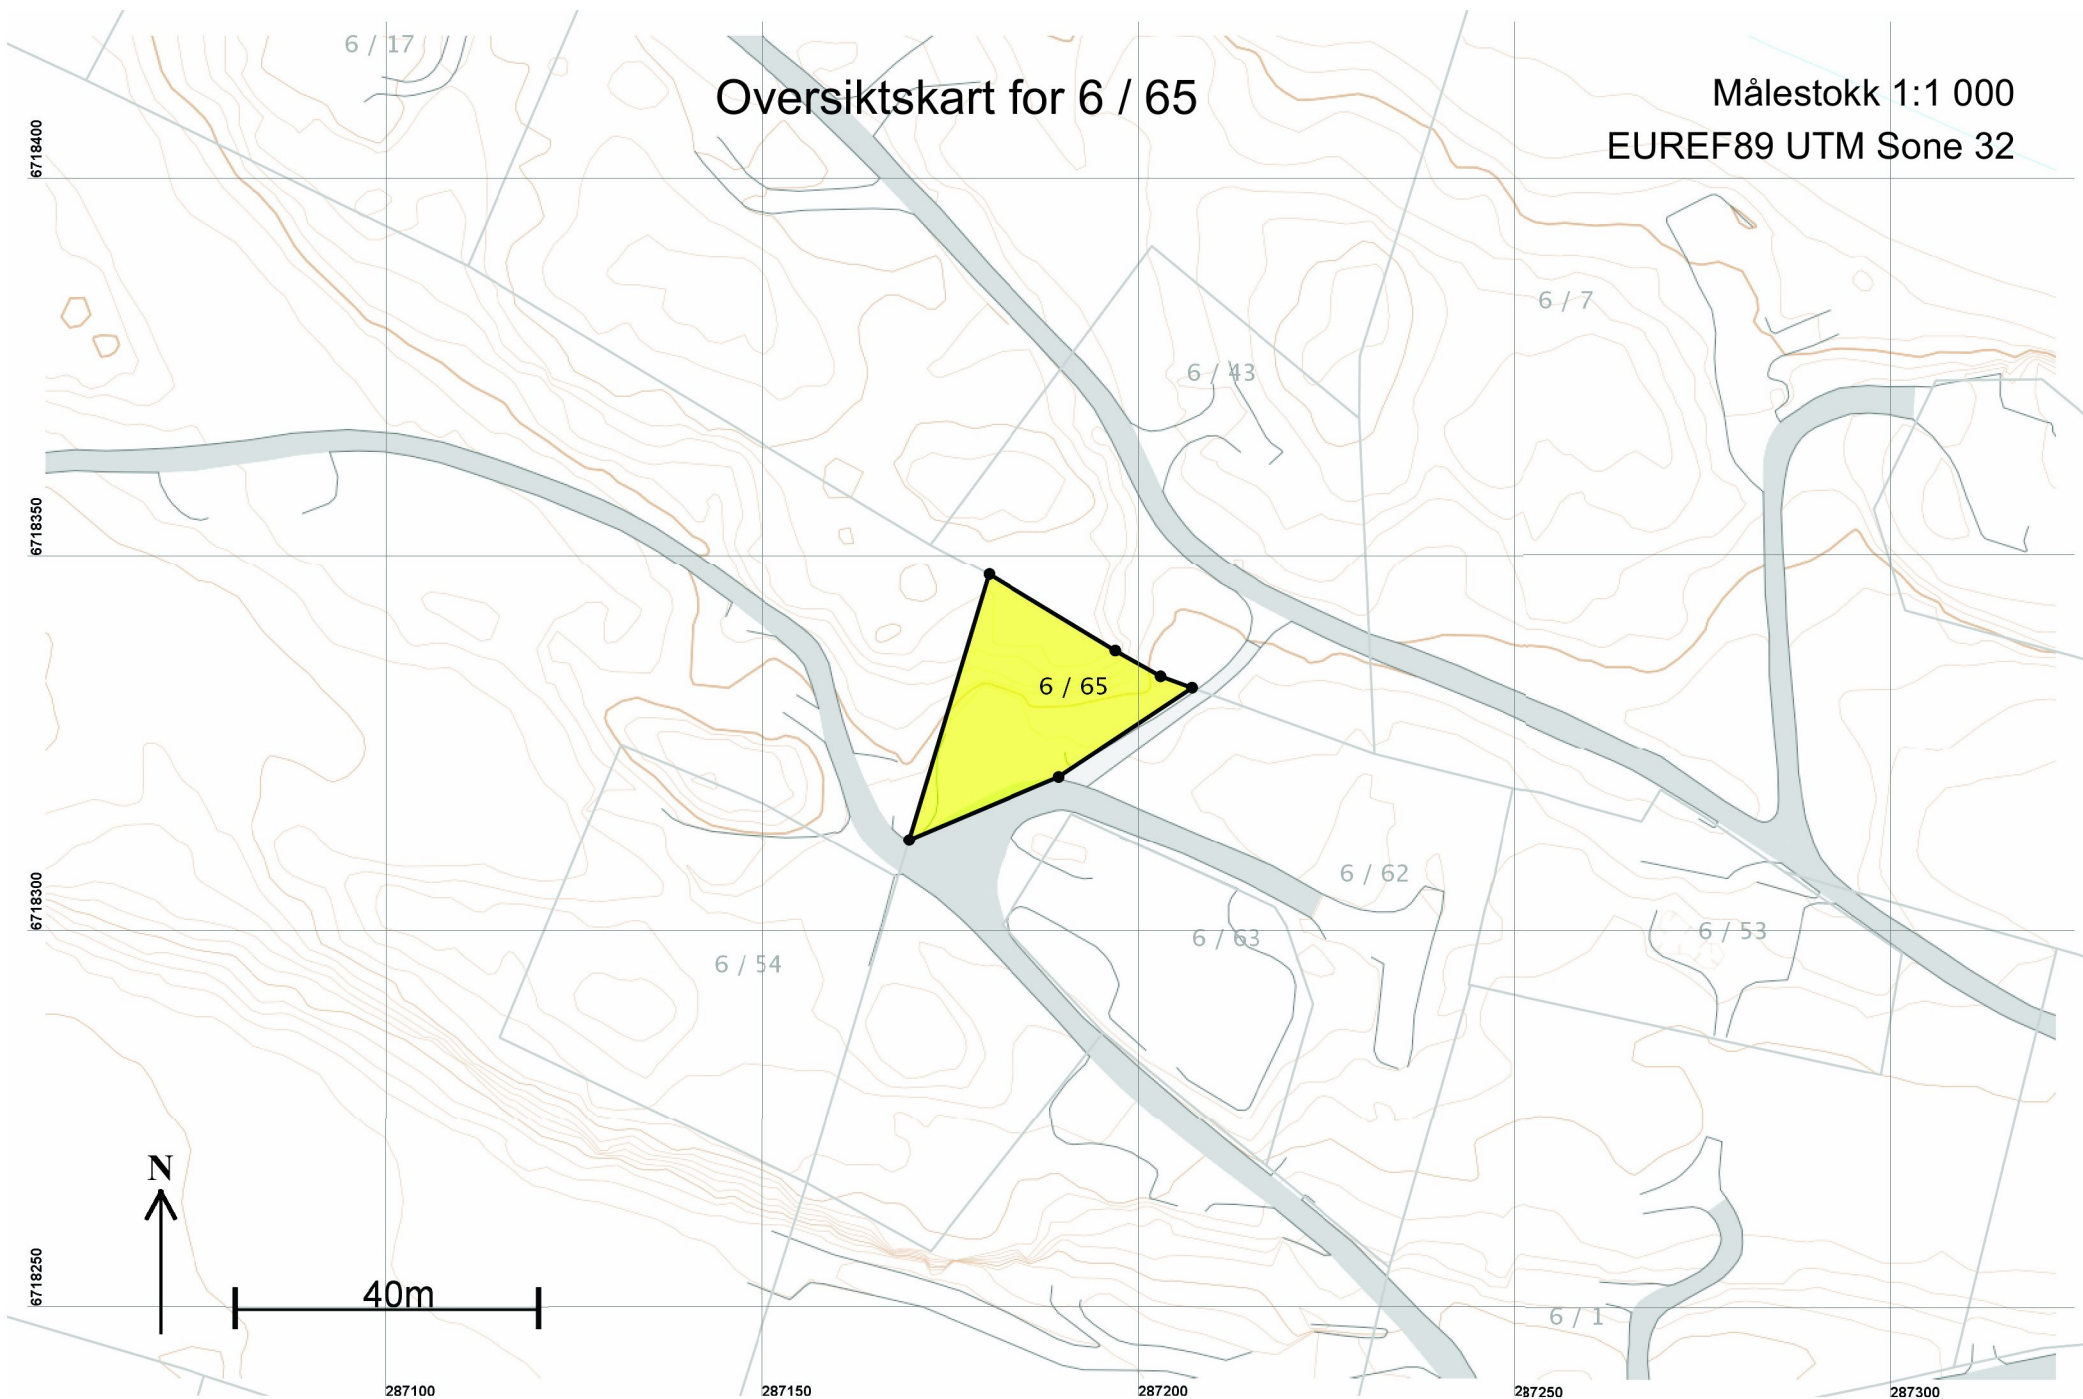 6 / 17
Oversiktskart for 6 / 65
Målestokk 1:1 000
EUREF89 UTM Sone 32
6718400
6 / 7
6 / 43
6718350
6 / 65
6 / 62
6718300
6 / 63
6 / 53
6 / 54
N
6718250
40m
6 / 1
287100
287150
287200
287250
287300